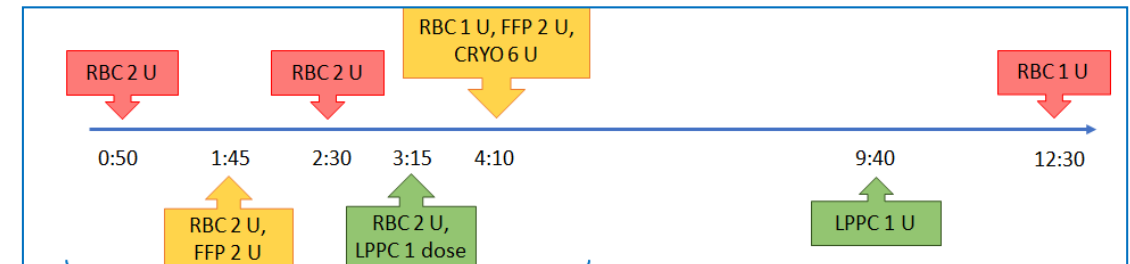 RBC 1 U, FFP 2 U,
CRYO 6 U
RBC 2 U
RBC 2 U
RBC 1 U
0:50
1:45
2:30
3:15
4:10
9:40
12:30
RBC 2 U,
FFP 2 U
RBC 2 U,
LPPC 1 dose
LPPC 1 U